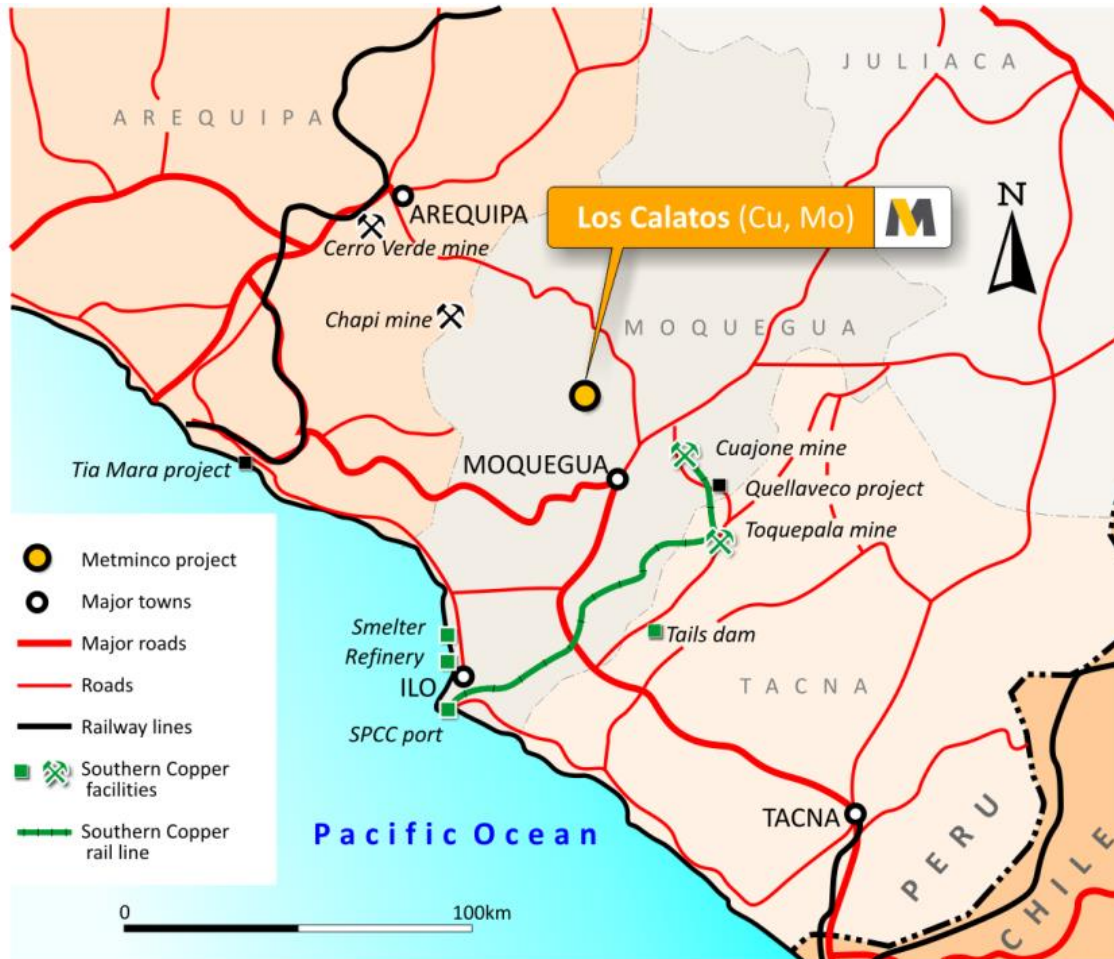 JULIACA
AREQUIPA
AREQUIPA
Los Calatos (Cu, Mo)
N
Cerro Verde mine
Chapi mine
MOQUEGUA
Tia Mara project
MOQUEGUA
Cuajone mine
Quellaveco project
Toquepala mine
Metminco project
Major towns
Major roads
Roads
Railway lines
Southern Copper
facilities
Southern Copper
rail line
Smelter
Refinery
ILO
SPCC port
Tails dam
TACNA
TACNA
Pacific Ocean
PERU
CHILE
0
100km